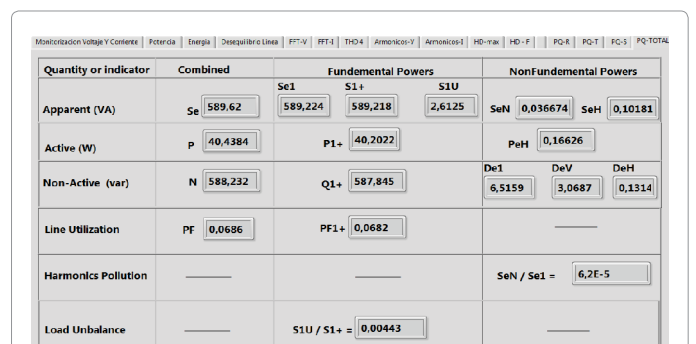 Monitorizacion Voltaje Y Corriente Potencia Energia Desequilibrio Linea FFT-V FFT-I THD4 Armonicos-V Armonicos-I HD-max HD - F PQ-R PQ-T PQ-S PQ-TOTAL
Quantity or indicator Combined Fundemental Powers NonFundemental Powers
Se1 S1+ S1U
Apparent (VA) Se 589,62 589,224 589,218 2,6125 SeN 0,036674 SeH 0,10181
Active (W) P 40,4384 P1+ 40,2022 PeH 0,16626
De1 DeV DeH
Non-Active (var) N 588,232 Q1+ 587,845 6,5159 3,0687 0,1314
Line Utilization PF 0,0686 PF1+ 0,0682
Harmonics Pollution SeN / Se1 = 6,2E-5
Load Unbalance S1U / S1+ = 0,00443